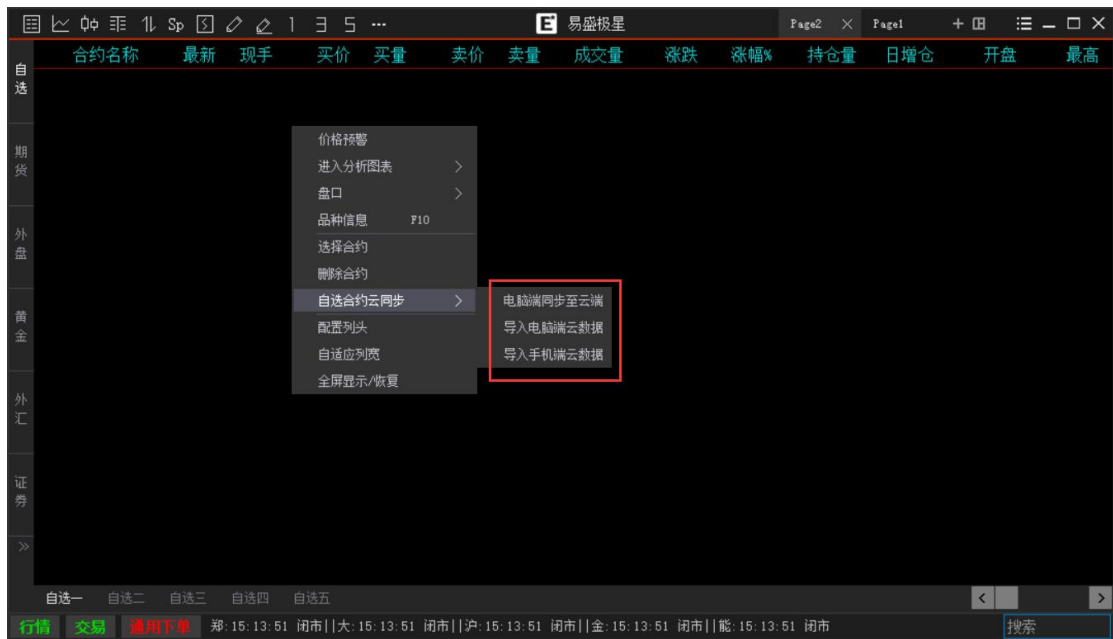 Sp 1 3 5 ... E 易盛极星 Page2 Page1
合约名称 最新 现手 买价 买量 卖价 卖量 成交量 涨跌 涨幅% 持仓量 日增仓 开盘 最高
自选
期货
外盘
黄金
外汇
证券
价格预警
进入分析图表
盘口
品种信息 F10
选择合约
删除合约
自选合约云同步
配置列头
自适应列宽
全屏显示/恢复
电脑端同步至云端
导入电脑端云数据
导入手机端云数据
自选一 自选二 自选三 自选四 自选五
行情 交易 通用下单 郑:15:13:51 闭市||大:15:13:51 闭市||沪:15:13:51 闭市||金:15:13:51 闭市||能:15:13:51 闭市 搜索